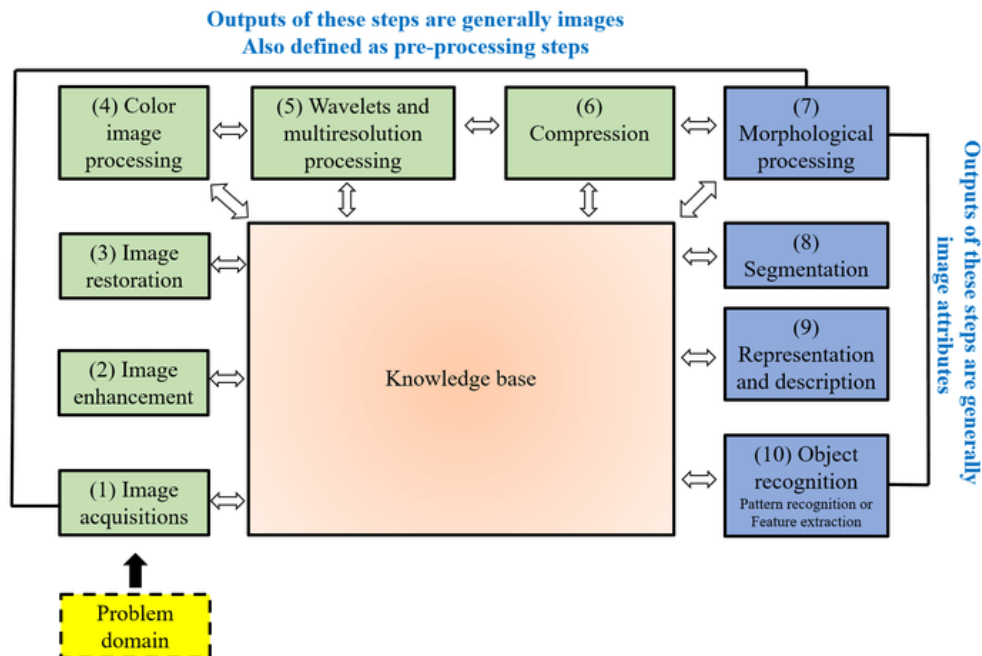 Outputs of these steps are generally images
Also defined as pre-processing steps
(4) Color
image
processing
(5) Wavelets and
multiresolution
processing
(6)
Compression
(7)
Morphological
processing
(3) Image
restoration
(8)
Segmentation
(2) Image
enhancement
Knowledge base
(9)
Representation
and description
(1) Image
acquisitions
(10) Object
recognition
Pattern recognition or
Feature extraction
Outputs of these steps are generally
image attributes
Problem
domain